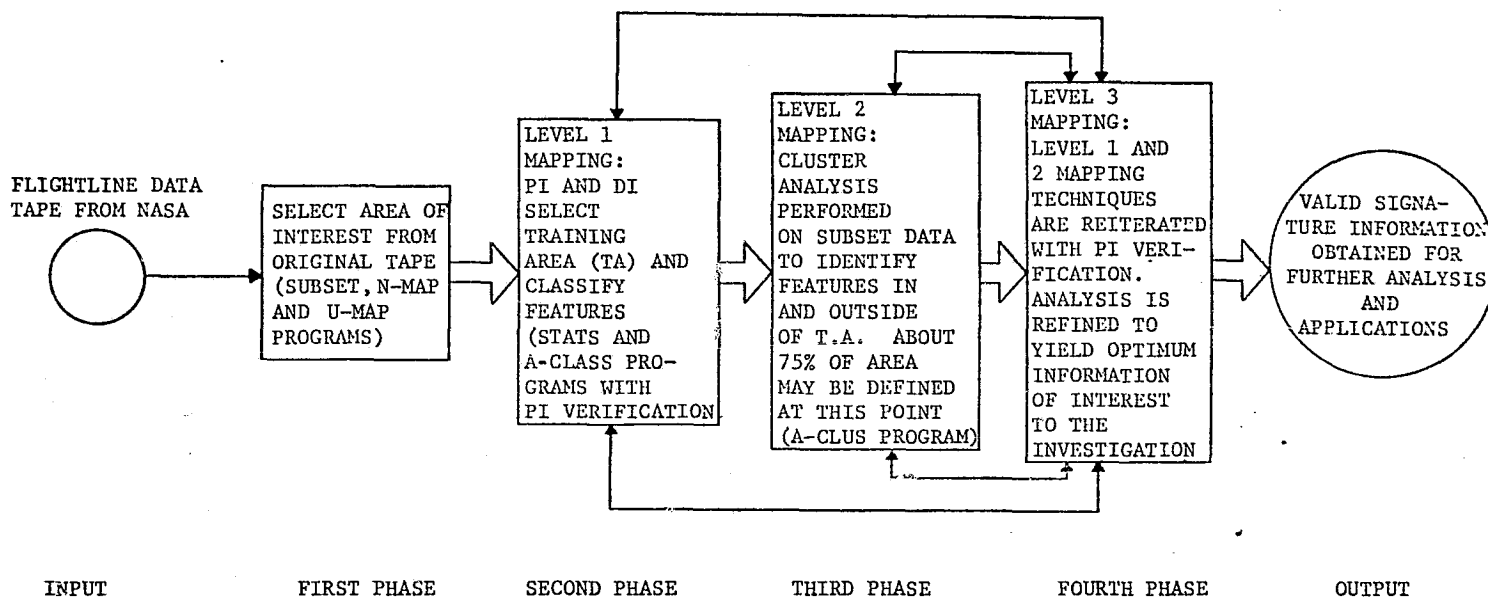 FLIGHTLINE DATA
TAPE FROM NASA
SELECT AREA OF
INTEREST FROM
ORIGINAL TAPE
(SUBSET, N-MAP
AND U-MAP
PROGRAMS)
LEVEL 1
MAPPING:
PI AND DI
SELECT
TRAINING
AREA (TA) AND
CLASSIFY
FEATURES
(STATS AND
A-CLASS PRO-
GRAMS WITH
PI VERIFICATION
LEVEL 2
MAPPING:
CLUSTER
ANALYSIS
PERFORMED
ON SUBSET DATA
TO IDENTIFY
FEATURES IN
AND OUTSIDE
OF T.A. ABOUT
75% OF AREA
MAY BE DEFINED
AT THIS POINT
(A-CLUS PROGRAM)
LEVEL 3
MAPPING:
LEVEL 1 AND
2 MAPPING
TECHNIQUES
ARE REITERATED
WITH PI VERI-
FICATION.
ANALYSIS IS
REFINED TO
YIELD OPTIMUM
INFORMATION
OF INTEREST
TO THE
INVESTIGATION
VALID SIGNA-
TURE INFORMATION
OBTAINED FOR
FURTHER ANALYSIS
AND
APPLICATIONS
INPUT
FIRST PHASE
SECOND PHASE
THIRD PHASE
FOURTH PHASE
OUTPUT